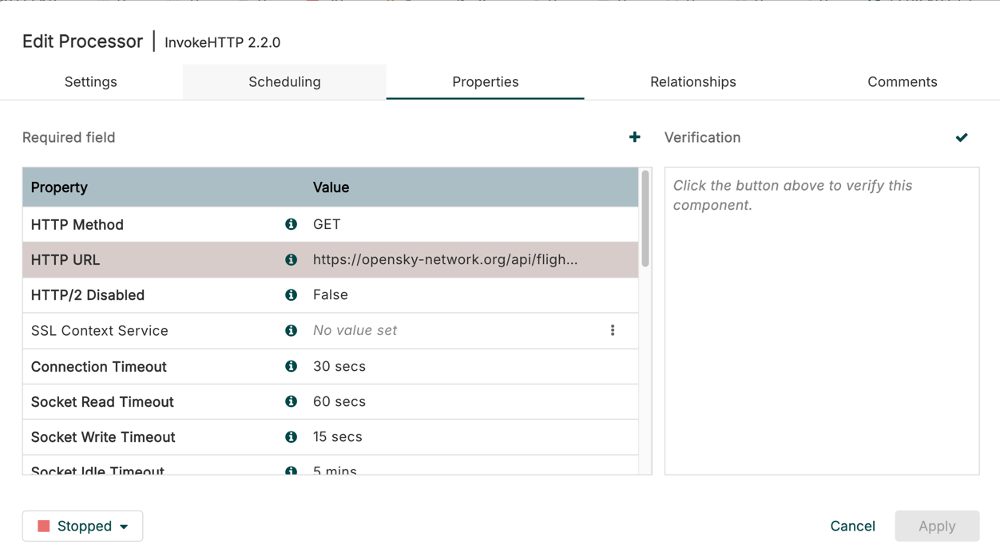 Edit Processor | InvokeHTTP 2.2.0
Settings Scheduling Properties Relationships Comments
Required field
Verification
Property Value
HTTP Method GET
HTTP URL https://opensky-network.org/api/fligh...
HTTP/2 Disabled False
SSL Context Service No value set
Connection Timeout 30 secs
Socket Read Timeout 60 secs
Socket Write Timeout 15 secs
Socket Idle Timeout 5 mins
Click the button above to verify this
component.
Stopped
Cancel Apply